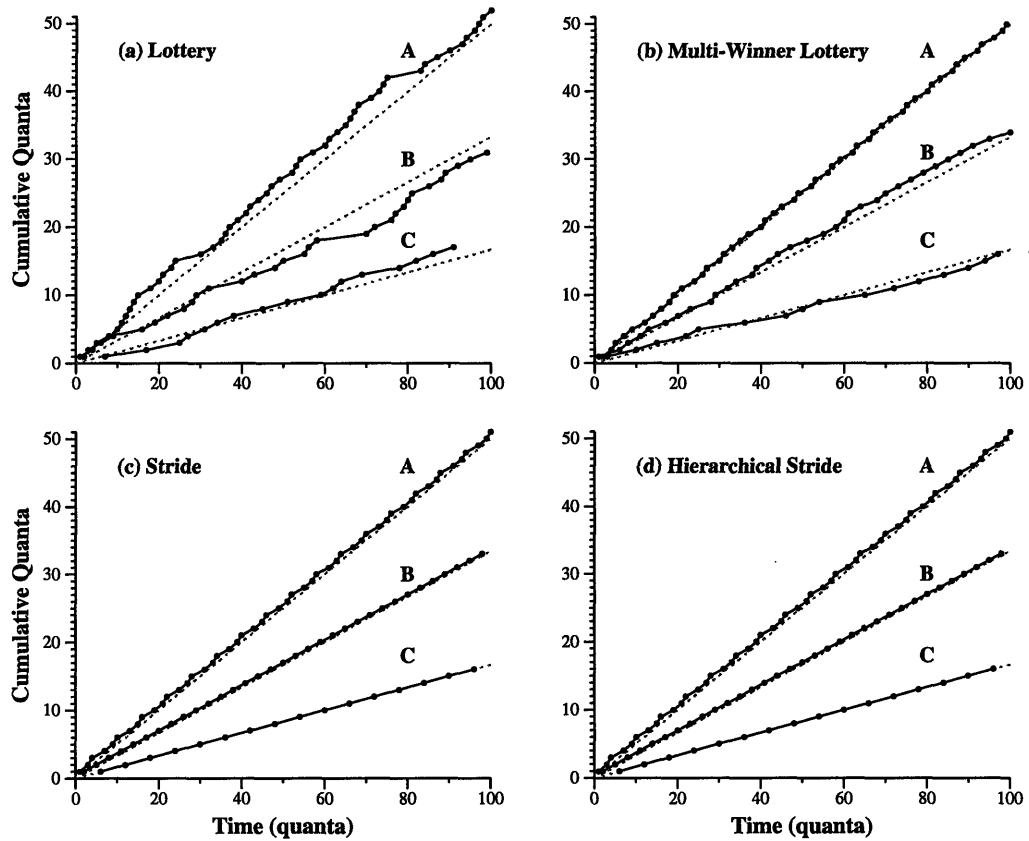 (a) Lottery
A
B
C
Cumulative Quanta
50
40
30
20
10
0
0 20 40 60 80 100
(b) Multi-Winner Lottery
A
B
C
50
40
30
20
10
0
0 20 40 60 80 100
(c) Stride
A
B
C
Cumulative Quanta
50
40
30
20
10
0
0 20 40 60 80 100
Time (quanta)
(d) Hierarchical Stride
A
B
C
50
40
30
20
10
0
0 20 40 60 80 100
Time (quanta)